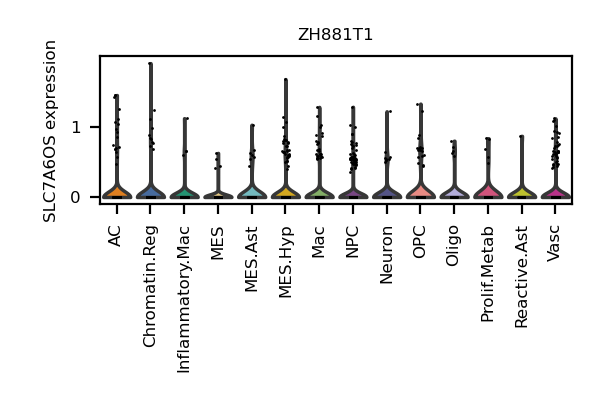 ZH881T1
SLC7A6OS expression
1
0
AC
Chromatin.Reg
Inflammatory.Mac
MES
MES.Ast
MES.Hyp
Mac
NPC
Neuron
OPC
Oligo
Prolif.Metab
Reactive.Ast
Vasc